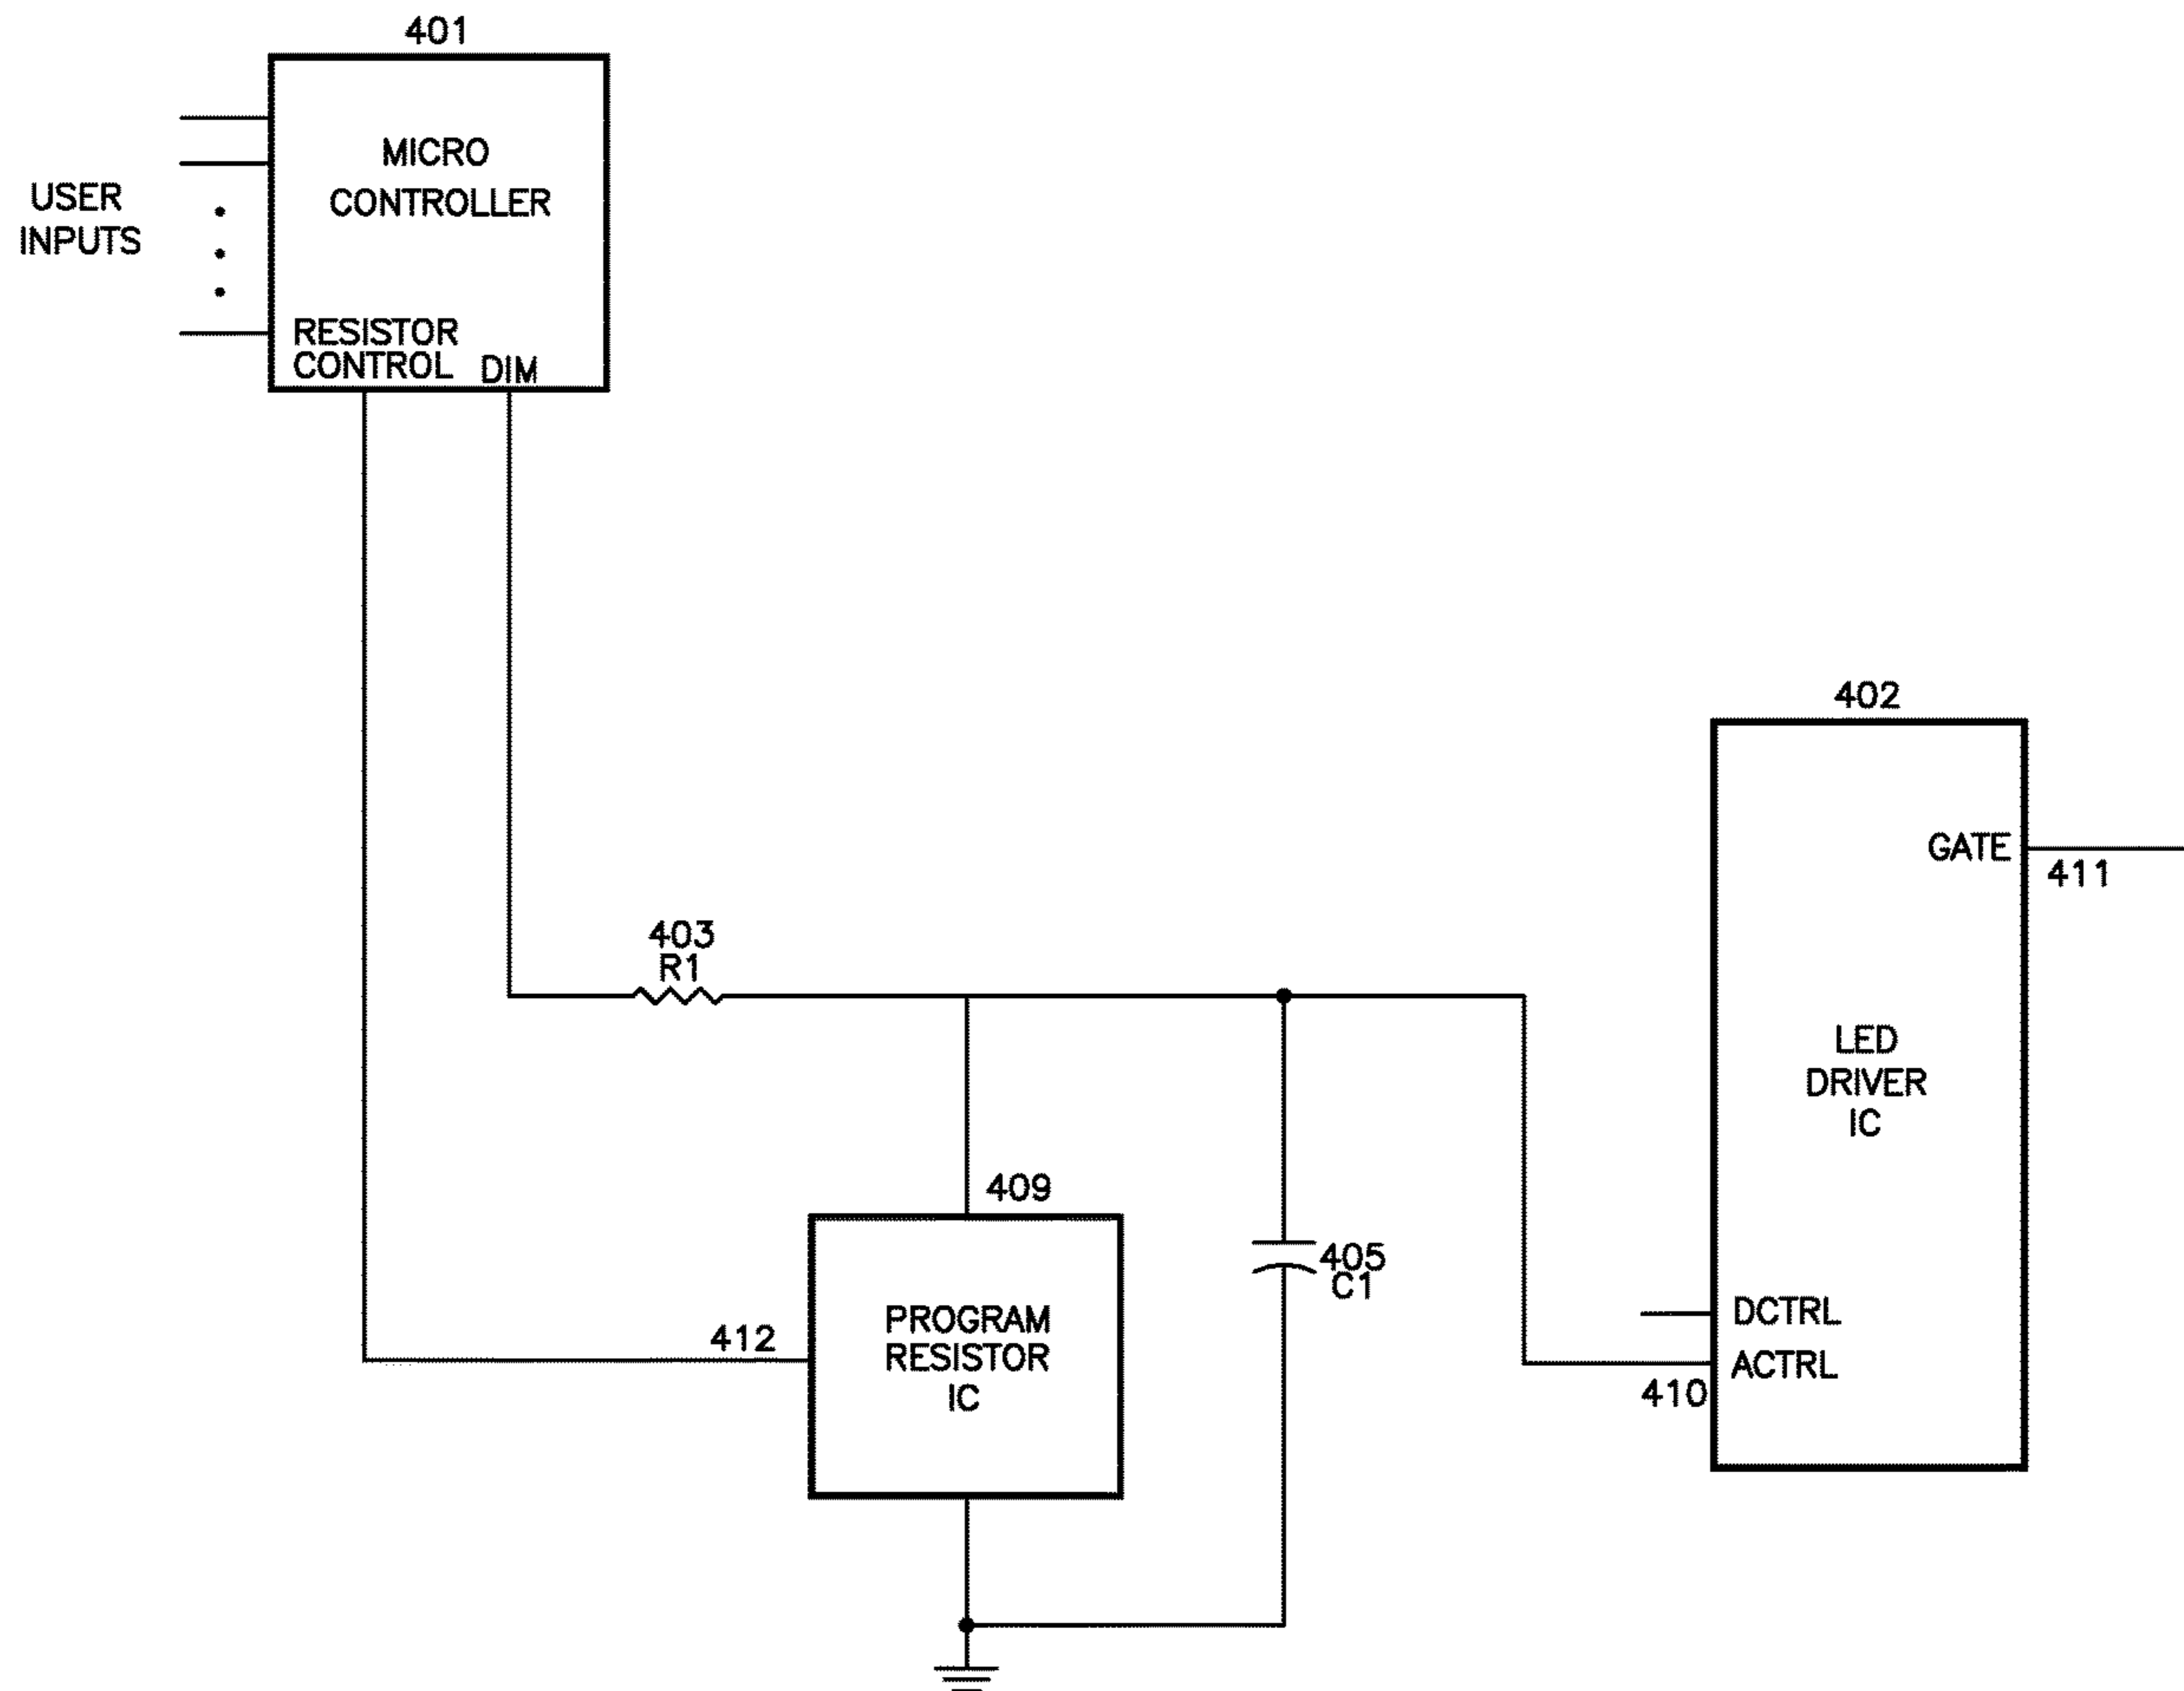 401
MICRO
CONTROLLER
USER
INPUTS
RESISTOR
CONTROL
DIM
402
GATE
411
403
R1
LED
DRIVER
IC
409
405
C1
PROGRAM
RESISTOR
IC
412
DCTRL
ACTRL
410